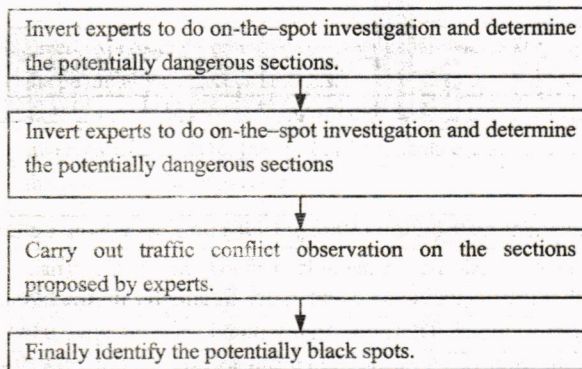 Invert experts to do on-the–spot investigation and determine
the potentially dangerous sections.
Invert experts to do on-the–spot investigation and determine
the potentially dangerous sections
Carry out traffic conflict observation on the sections
proposed by experts.
Finally identify the potentially black spots.